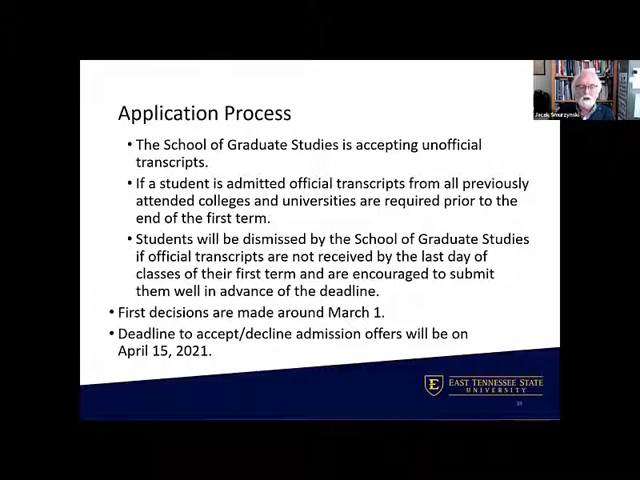 Application Process
• The School of Graduate Studies is accepting unofficial
transcripts.
• If a student is admitted official transcripts from all previously
attended colleges and universities are required prior to the
end of the first term.
• Students will be dismissed by the School of Graduate Studies
if official transcripts are not received by the last day of
classes of their first term and are encouraged to submit
them well in advance of the deadline.
• First decisions are made around March 1.
• Deadline to accept/decline admission offers will be on
April 15, 2021.
Jacek Smurzynski
E
EAST TENNESSEE STATE
UNIVERSITY